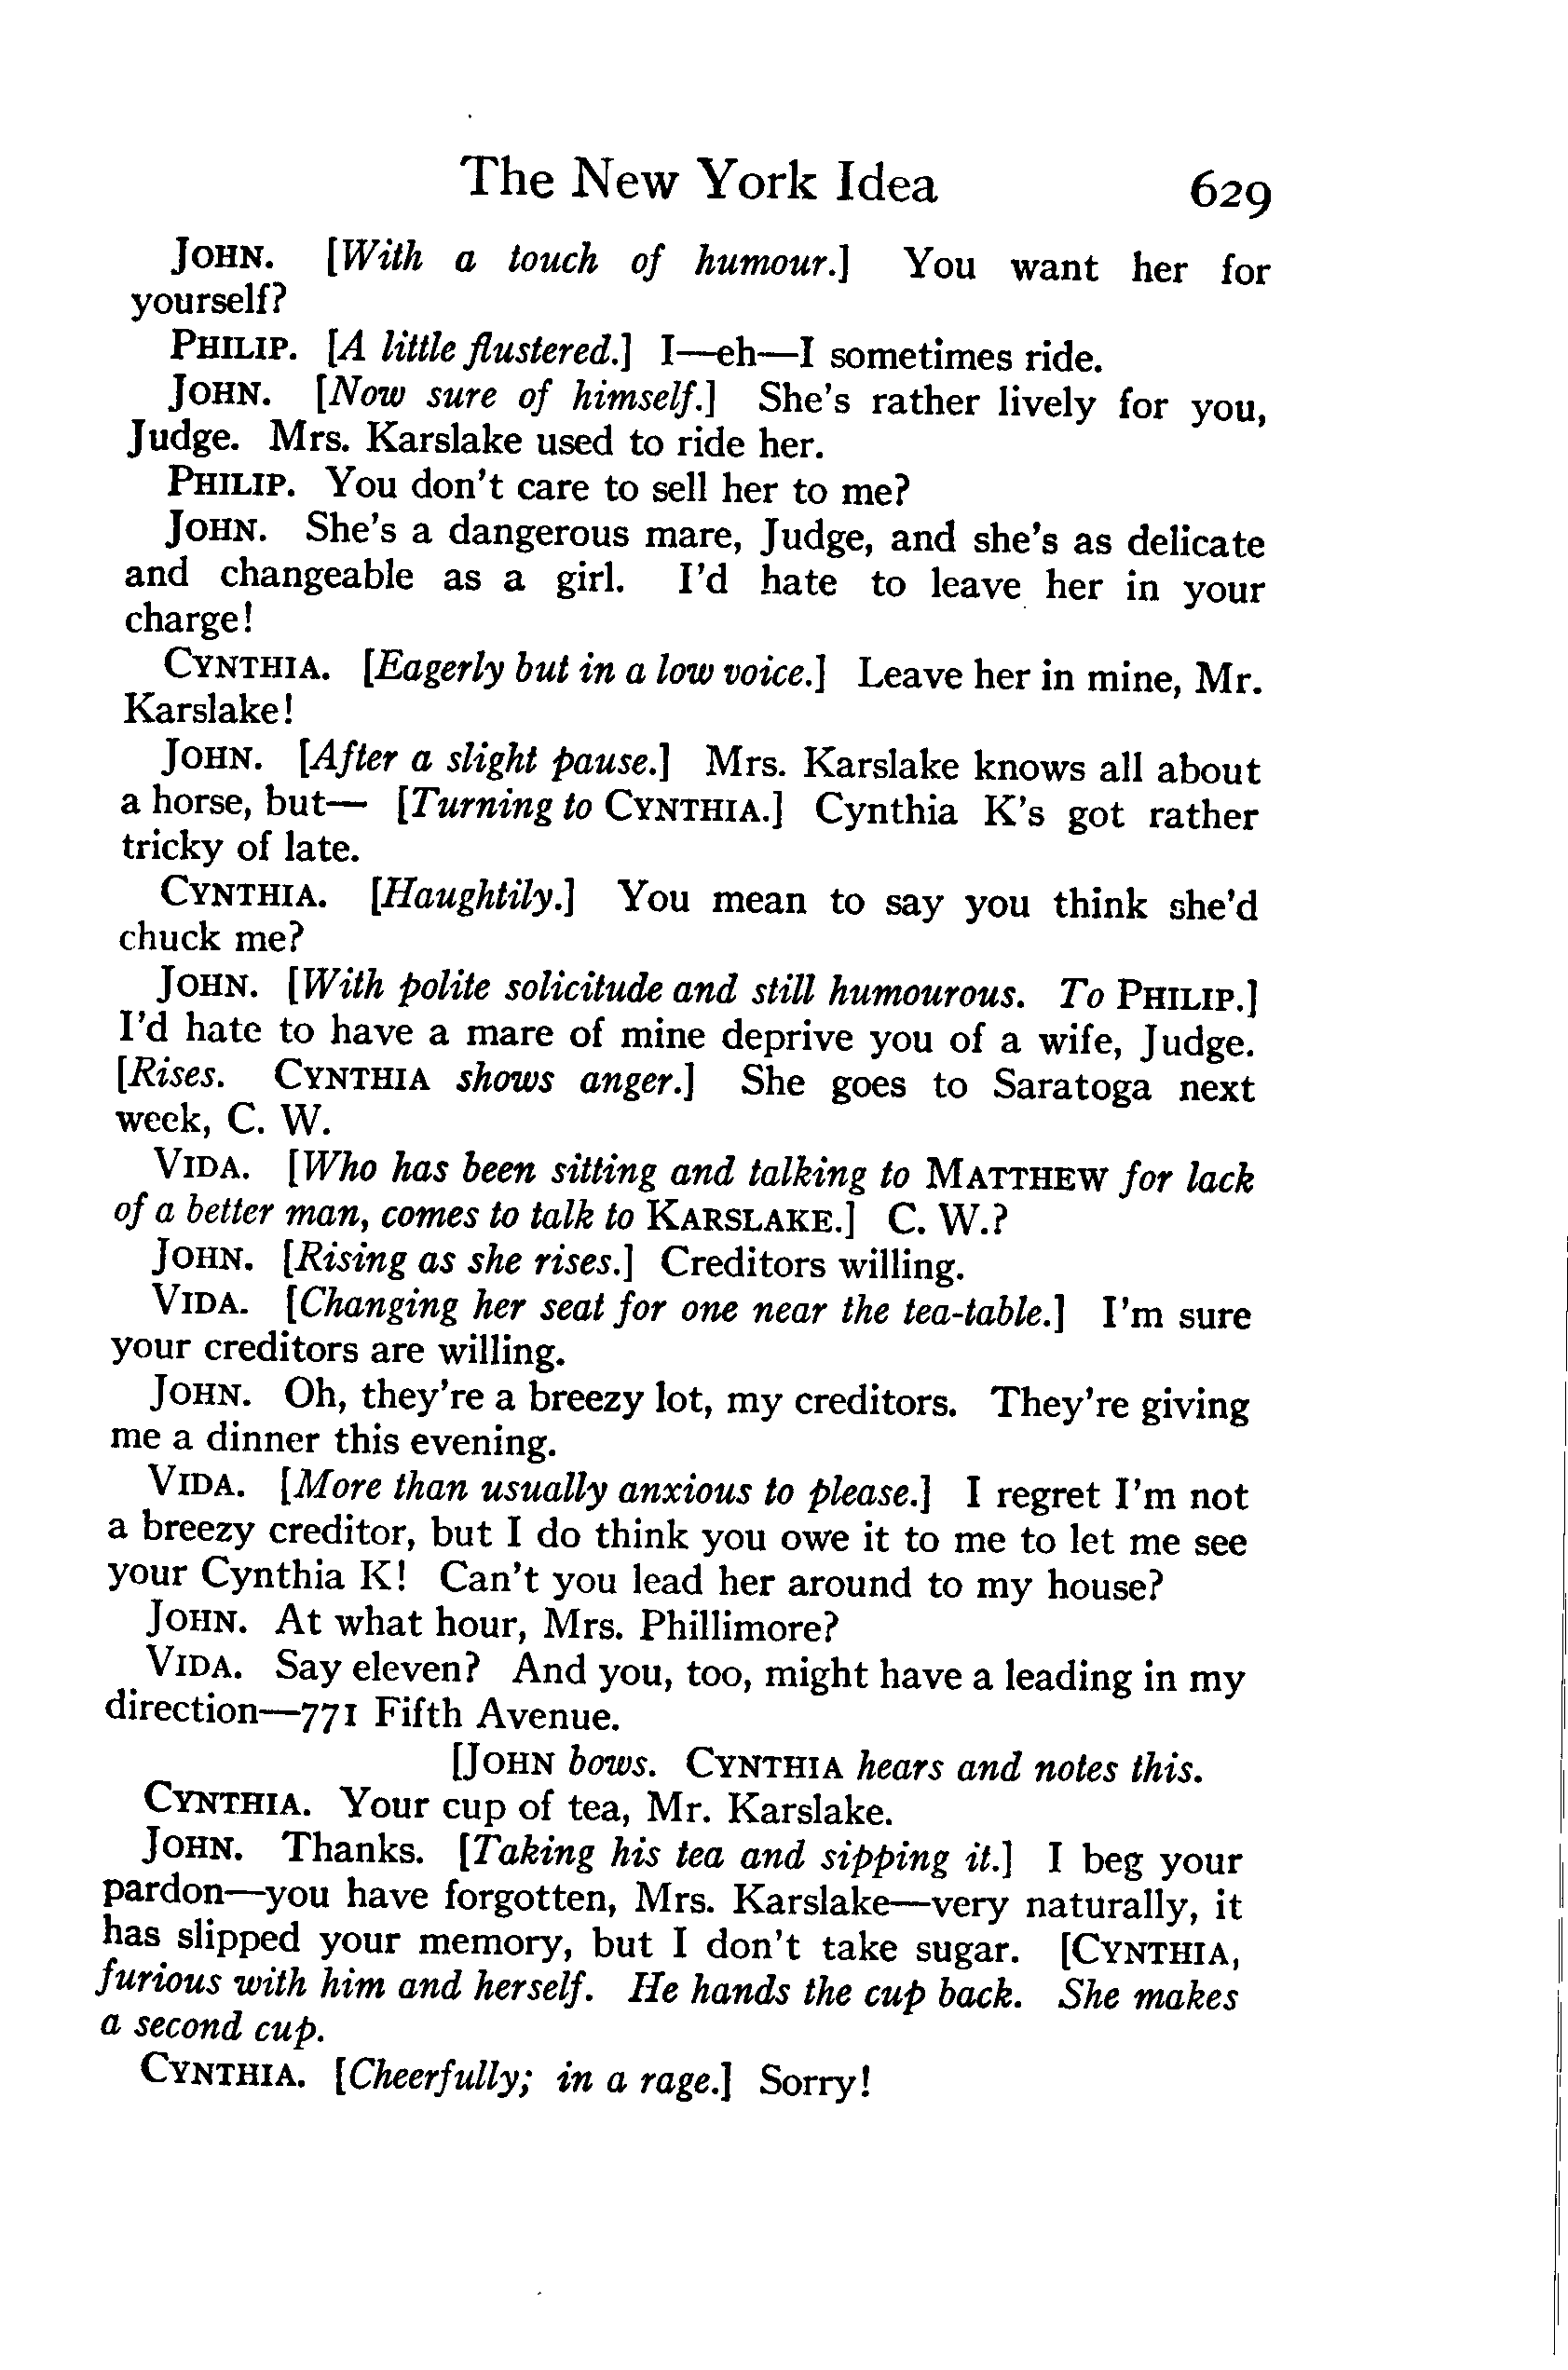 The New York Idea 629
JOHN. [With a touch of humour.] You want her for
yourself?
PHILIP. [A little flustered.] I—eh—I sometimes ride.
JOHN. [Now sure of himself.] She's rather lively for you,
Judge. Mrs. Karslake used to ride her.
PHILIP. You don't care to sell her to me?
JOHN. She's a dangerous mare, Judge, and she's as delicate
and changeable as a girl. I'd hate to leave her in your
charge!
CYNTHIA. [Eagerly but in a low voice.] Leave her in mine, Mr.
Karslake!
JOHN. [After a slight pause.] Mrs. Karslake knows all about
a horse, but— [Turning to CYNTHIA.] Cynthia K's got rather
tricky of late.
CYNTHIA. [Haughtily.] You mean to say you think she'd
chuck me?
JOHN. [With polite solicitude and still humourous. To PHILIP.]
I'd hate to have a mare of mine deprive you of a wife, Judge.
[Rises. CYNTHIA shows anger.] She goes to Saratoga next
week, C. W.
VIDA. [Who has been sitting and talking to MATTHEW for lack
of a better man, comes to talk to KARSLAKE.] C. W.?
JOHN. [Rising as she rises.] Creditors willing.
VIDA. [Changing her seat for one near the tea-table.] I'm sure
your creditors are willing.
JOHN. Oh, they're a breezy lot, my creditors. They're giving
me a dinner this evening.
VIDA. [More than usually anxious to please.] I regret I'm not
a breezy creditor, but I do think you owe it to me to let me see
your Cynthia K! Can't you lead her around to my house?
JOHN. At what hour, Mrs. Phillimore?
VIDA. Say eleven? And you, too, might have a leading in my
direction—771 Fifth Avenue.
[JOHN bows. CYNTHIA hears and notes this.
CYNTHIA. Your cup of tea, Mr. Karslake.
JOHN. Thanks. [Taking his tea and sipping it.] I beg your
pardon—you have forgotten, Mrs. Karslake—very naturally, it
has slipped your memory, but I don't take sugar. [CYNTHIA,
furious with him and herself. He hands the cup back. She makes
a second cup.
CYNTHIA. [Cheerfully; in a rage.] Sorry!